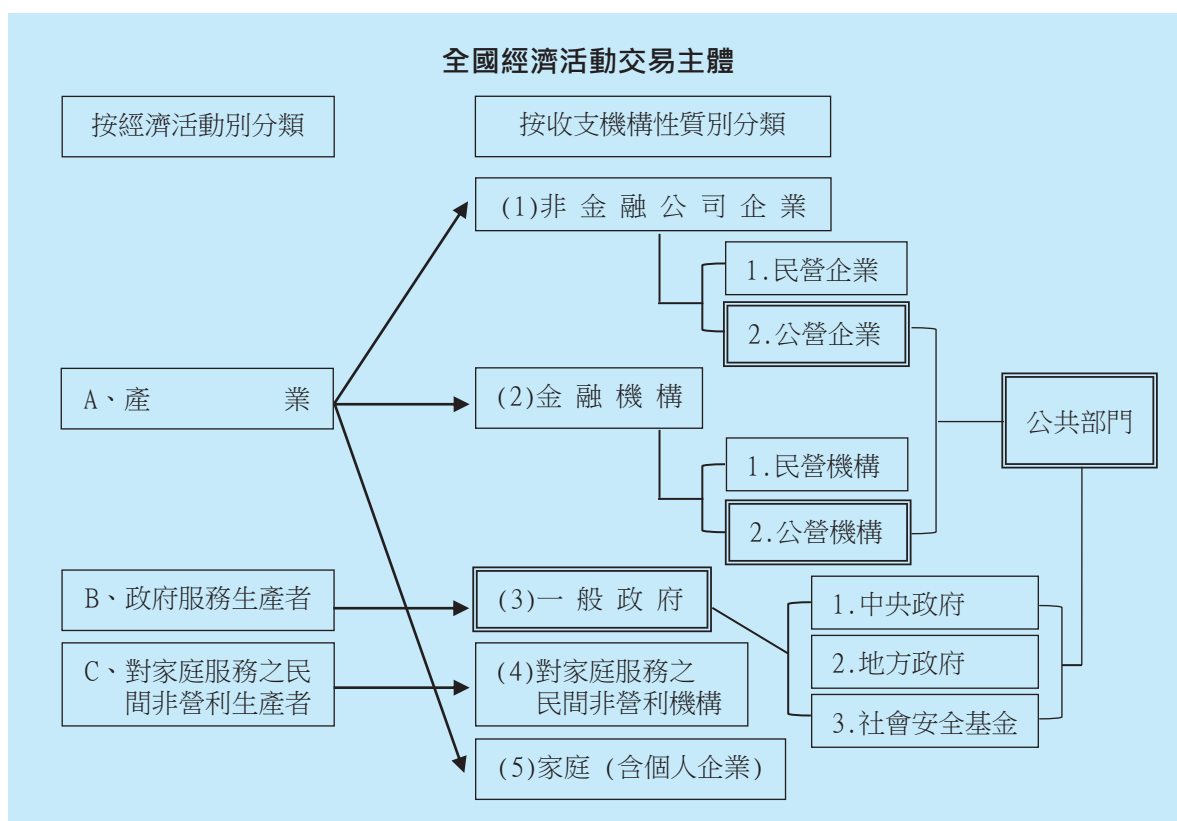 全國經濟活動交易主體
按經濟活動別分類
按收支機構性質別分類
(1)非金融公司企業
1.民營企業
2.公營企業
A、產業
(2)金融機構
公共部門
1.民營機構
2.公營機構
B、政府服務生產者
(3)一般政府
1.中央政府
2.地方政府
3.社會安全基金
C、對家庭服務之民
間非營利生產者
(4)對家庭服務之
民間非營利機構
(5)家庭(含個人企業)